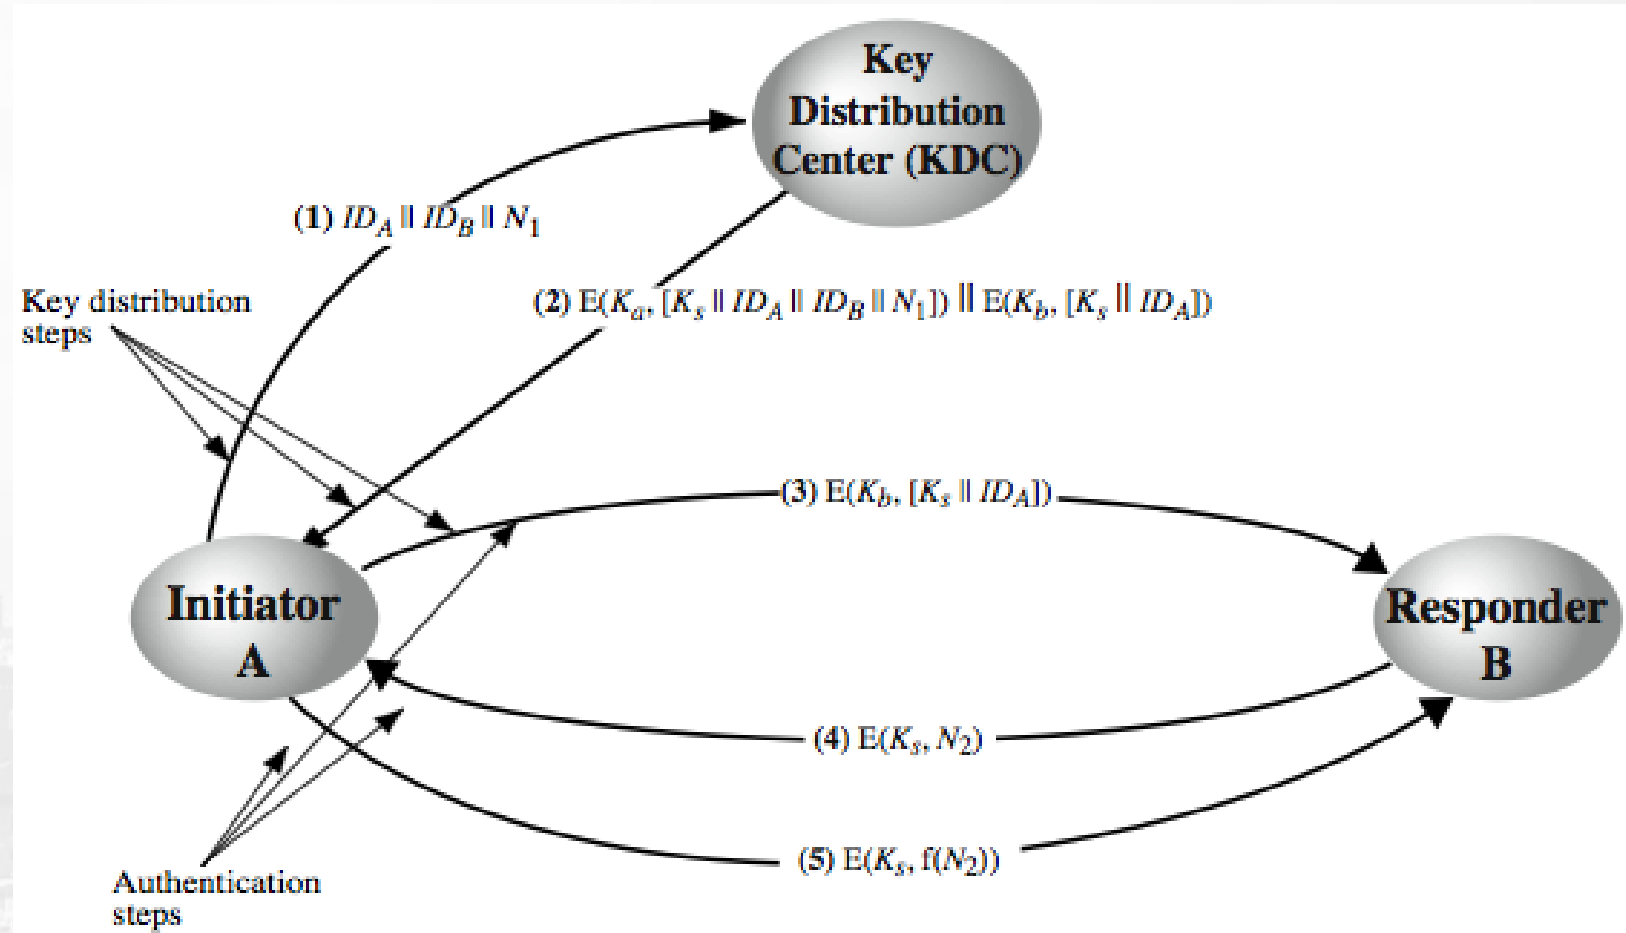 Key
Distribution
Center (KDC)
(1) ID_A || ID_B || N_1
Key distribution
steps
(2) E(K_a, [K_s || ID_A || ID_B || N_1]) || E(K_b, [K_s || ID_A])
(3) E(K_b, [K_s || ID_A])
Initiator
A
Responder
B
(4) E(K_s, N_2)
(5) E(K_s, f(N_2))
Authentication
steps